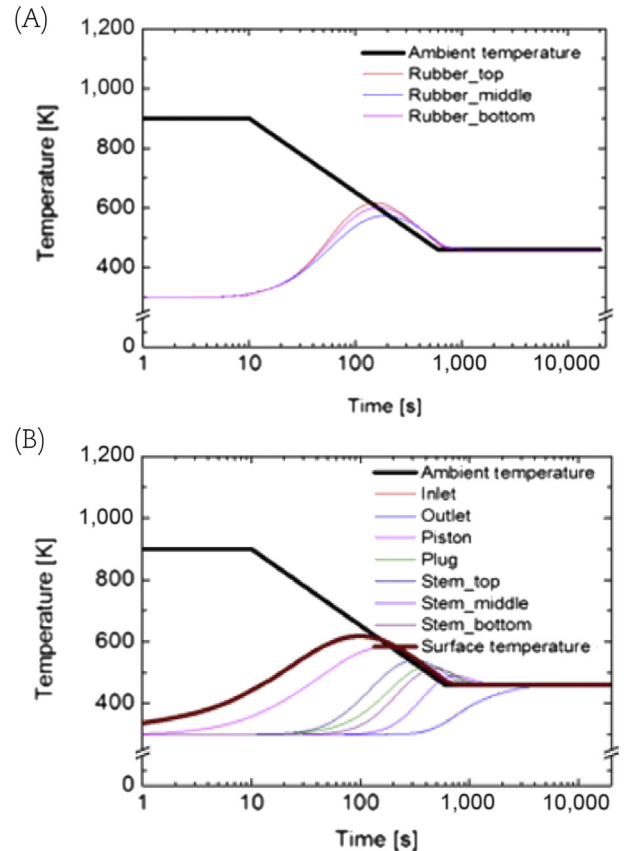 (A)
1,200
1,000
800
600
400
0
Temperature [K]
Ambient temperature
Rubber_top
Rubber_middle
Rubber_bottom
1
10
100
1,000
10,000
Time [s]
(B)
1,200
1,000
800
600
400
0
Temperature [K]
Ambient temperature
Inlet
Outlet
Piston
Plug
Stem_top
Stem_middle
Stem_bottom
Surface temperature
1
10
100
1,000
10,000
Time [s]